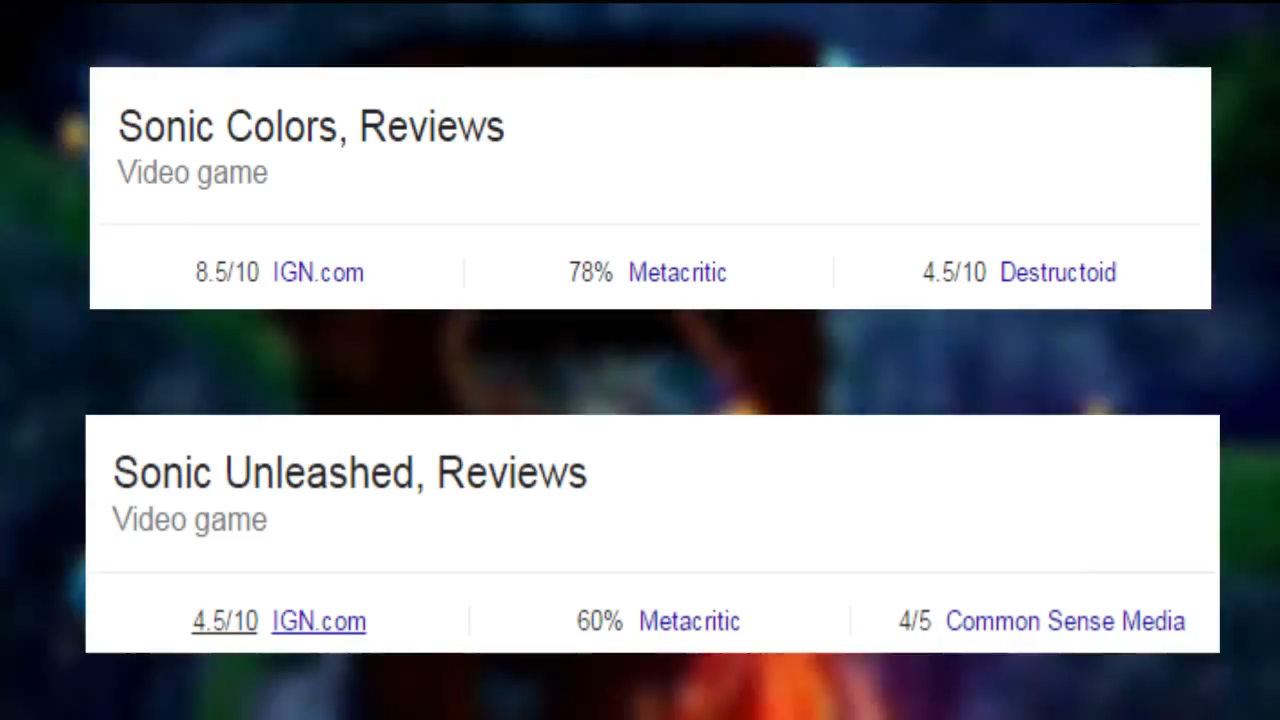 Sonic Colors, Reviews
Video game
8.5/10 IGN.com 78% Metacritic 4.5/10 Destructoid
Sonic Unleashed, Reviews
Video game
4.5/10 IGN.com 60% Metacritic 4/5 Common Sense Media